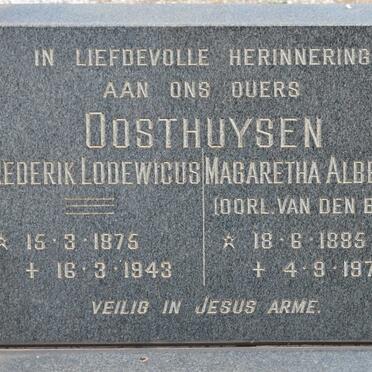 IN LIEFDEVOLLE HERINNERING
AAN ONS OUERS
OOSTHUYSEN
EDERIK LODEWICUS MAGARETHA ALBE
(OORL. VAN DEN B
☆ 15·3·1875 ☆ 18·6·1885
+ 16·3·1943 + 4·9·197
VEILIG IN JESUS ARME.